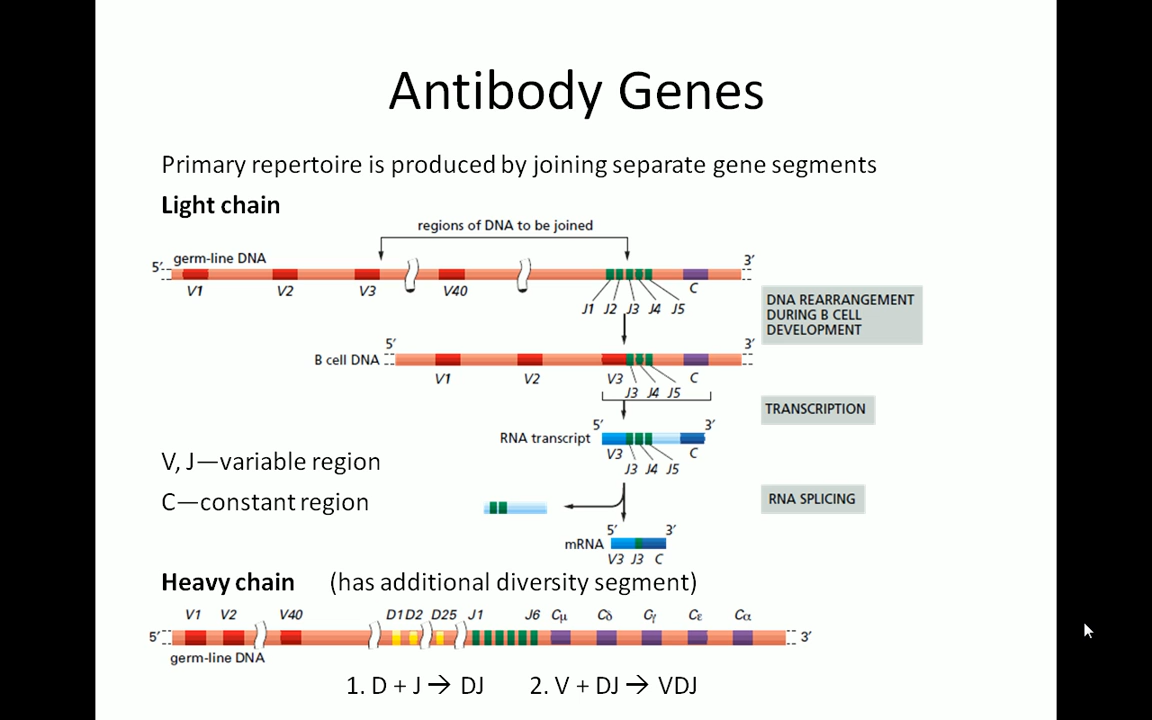 Antibody Genes
Primary repertoire is produced by joining separate gene segments
Light chain
regions of DNA to be joined
germ-line DNA
5′ 3′
V1 V2 V3 V40 C
J1 J2 J3 J4 J5
DNA REARRANGEMENT
DURING B CELL
DEVELOPMENT
5′ 3′
B cell DNA
V1 V2 V3 C
J3 J4 J5
TRANSCRIPTION
5′ 3′
RNA transcript
V3 C
J3 J4 J5
V, J—variable region
C—constant region
RNA SPLICING
5′ 3′
mRNA
V3 J3 C
Heavy chain (has additional diversity segment)
V1 V2 V40 D1 D2 D25 J1 J6 Cμ Cδ Cγ Cε Cα
5′ 3′
germ-line DNA
1. D + J → DJ 2. V + DJ → VDJ